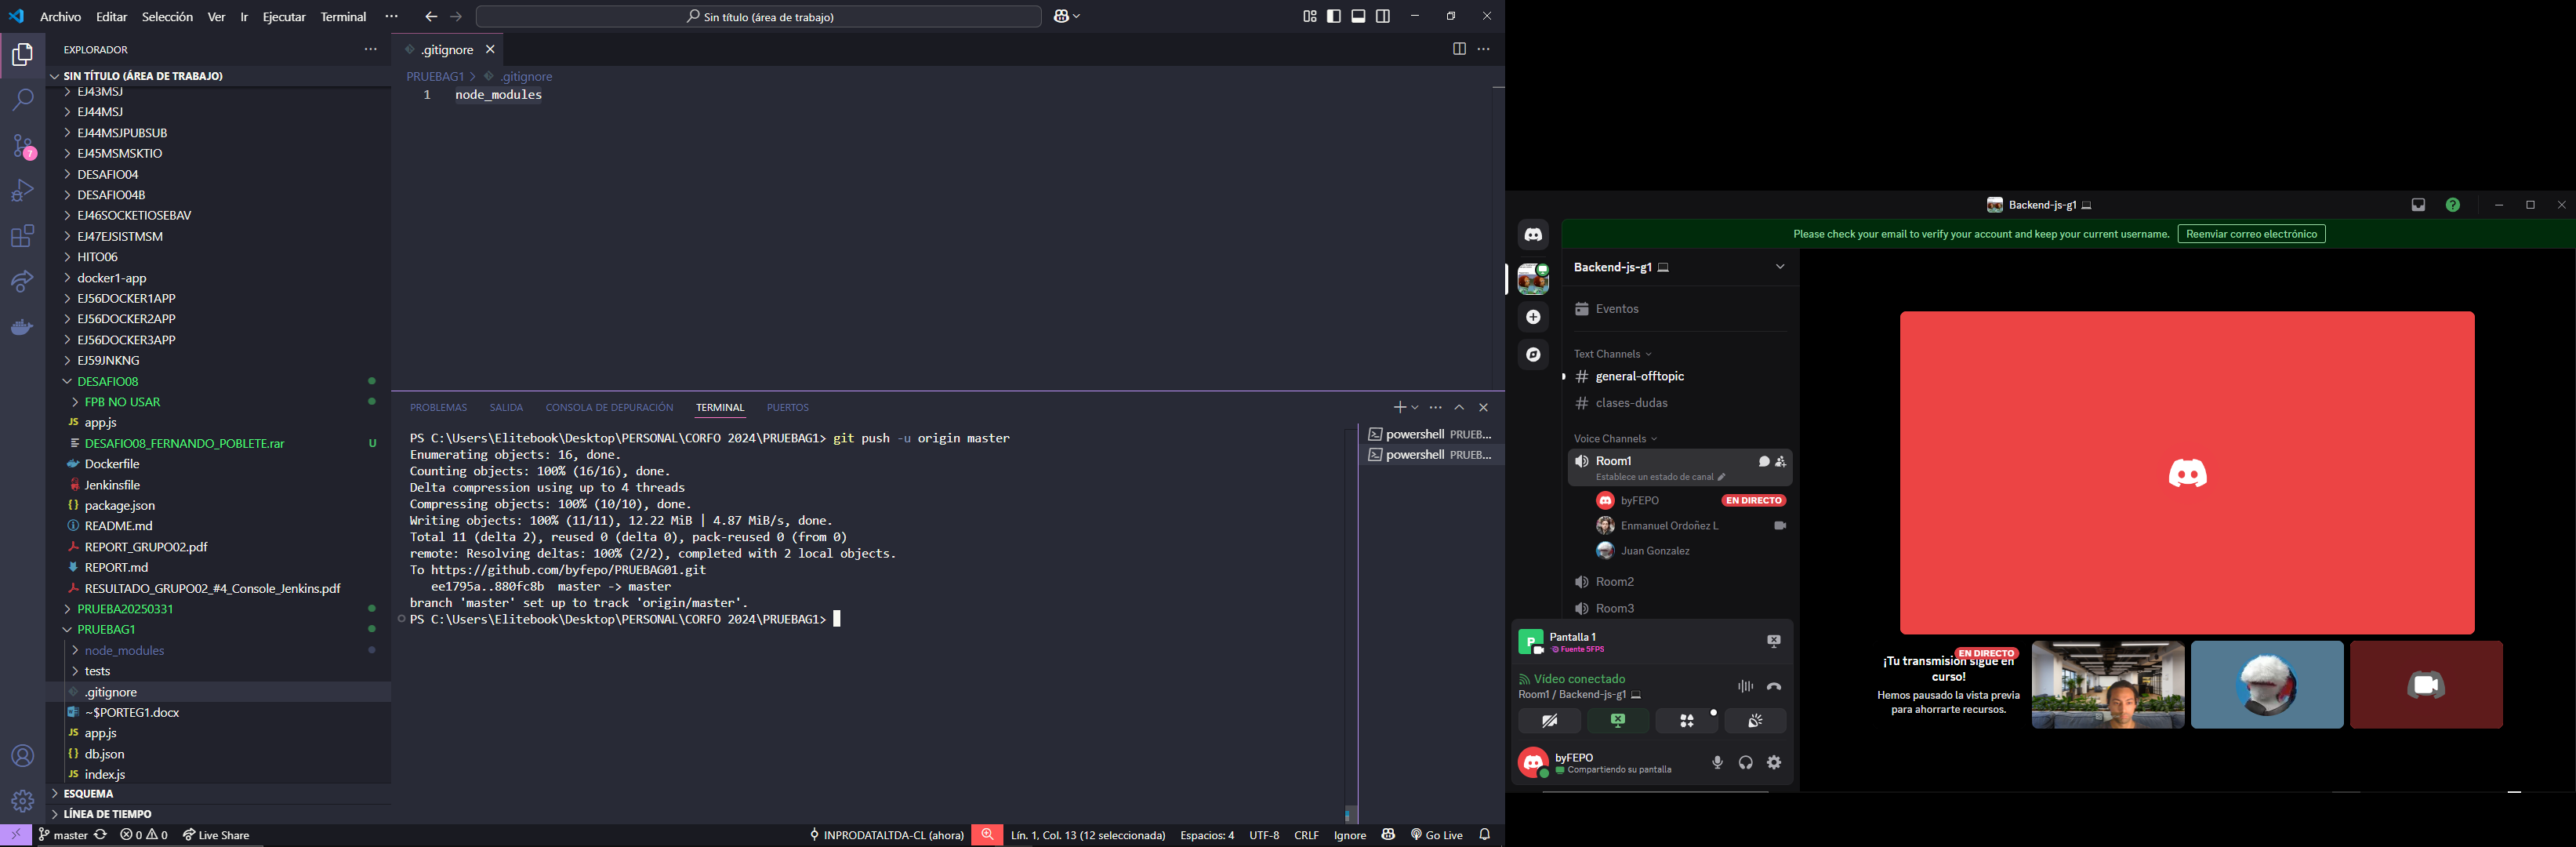 Archivo Editar Selección Ver Ir Ejecutar Terminal ··· Sin título (área de trabajo)
EXPLORADOR
SIN TÍTULO (ÁREA DE TRABAJO)
EJ43MSJ
EJ44MSJ
EJ44MSJPUBSUB
EJ45MSMSKTIO
DESAFIO04
DESAFIO04B
EJ46SOCKETIOSEBAV
EJ47EJSISTMSM
HITO06
docker1-app
EJ56DOCKER1APP
EJ56DOCKER2APP
EJ56DOCKER3APP
EJ59JNKNG
DESAFIO08
FPB NO USAR
JS app.js
DESAFIO08_FERNANDO_POBLETE.rar U
Dockerfile
Jenkinsfile
{} package.json
README.md
REPORT_GRUPO02.pdf
REPORT.md
RESULTADO_GRUPO02_#4_Console_Jenkins.pdf
PRUEBA20250331
PRUEBAG1
node_modules
tests
.gitignore
~$PORTEG1.docx
JS app.js
{} db.json
JS index.js
ESQUEMA
LÍNEA DE TIEMPO
7
.gitignore
PRUEBAG1 > .gitignore
1 node_modules
PROBLEMAS SALIDA CONSOLA DE DEPURACIÓN TERMINAL PUERTOS
PS C:\Users\Elitebook\Desktop\PERSONAL\CORFO 2024\PRUEBAG1> git push -u origin master
Enumerating objects: 16, done.
Counting objects: 100% (16/16), done.
Delta compression using up to 4 threads
Compressing objects: 100% (10/10), done.
Writing objects: 100% (11/11), 12.22 MiB | 4.87 MiB/s, done.
Total 11 (delta 2), reused 0 (delta 0), pack-reused 0 (from 0)
remote: Resolving deltas: 100% (2/2), completed with 2 local objects.
To https://github.com/byfepo/PRUEBAG01.git
ee1795a..880fc8b master -> master
branch 'master' set up to track 'origin/master'.
PS C:\Users\Elitebook\Desktop\PERSONAL\CORFO 2024\PRUEBAG1>
powershell PRUEB...
powershell PRUEB...
master 0 0 Live Share INPRODATALTDA-CL (ahora) Lín. 1, Col. 13 (12 seleccionada) Espacios: 4 UTF-8 CRLF Ignore Go Live
Backend-js-g1
Please check your email to verify your account and keep your current username. Reenviar correo electrónico
Backend-js-g1
Eventos
Text Channels
# general-offtopic
# clases-dudas
Voice Channels
Room1
Establece un estado de canal
byFEPO EN DIRECTO
Enmanuel Ordoñez L
Juan Gonzalez
Room2
Room3
P Pantalla 1
Fuente 5FPS
Vídeo conectado
Room1 / Backend-js-g1
byFEPO
Compartiendo su pantalla
EN DIRECTO
¡Tu transmisión sigue en
curso!
Hemos pausado la vista previa
para ahorrarte recursos.